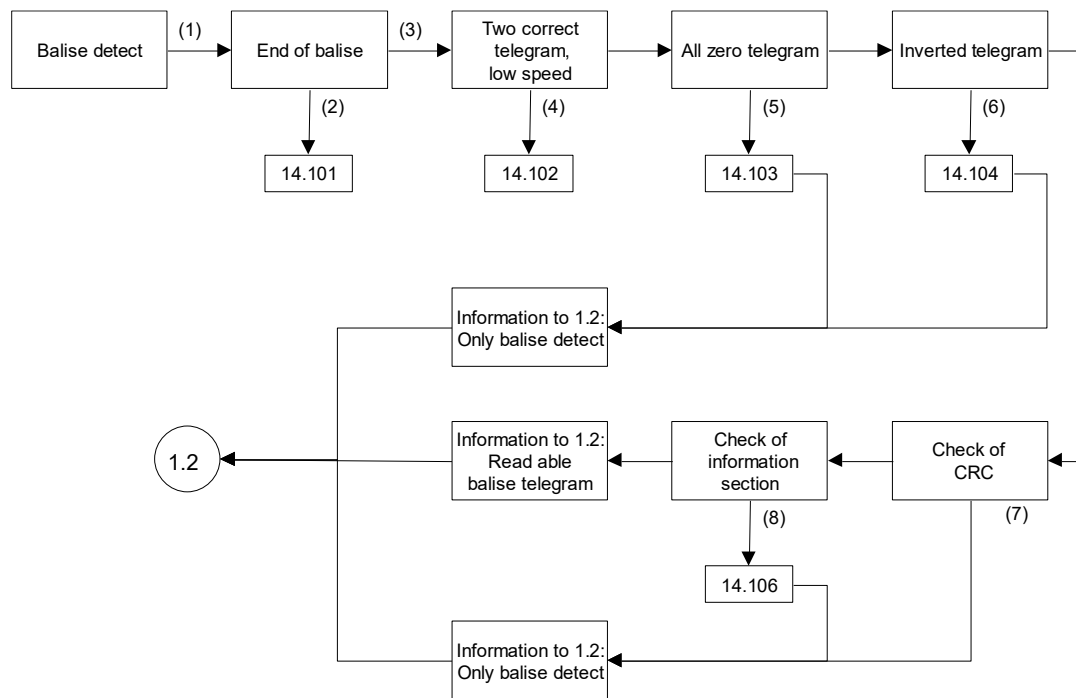 (1)
(3)
Balise detect
End of balise
Two correct
telegram,
low speed
All zero telegram
Inverted telegram
(2)
(4)
(5)
(6)
14.101
14.102
14.103
14.104
Information to 1.2:
Only balise detect
1.2
Information to 1.2:
Read able
balise telegram
Check of
information
section
Check of
CRC
(8)
(7)
14.106
Information to 1.2:
Only balise detect